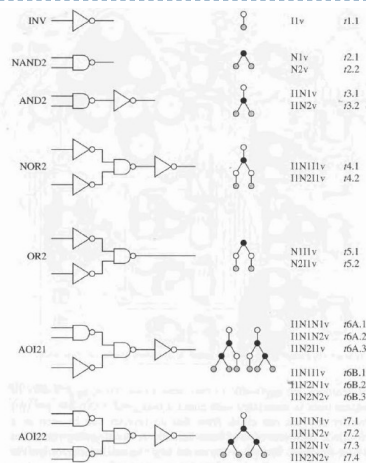 INV I1v t1.1
NAND2 N1v t2.1
N2v t2.2
AND2 I1N1v t3.1
I1N2v t3.2
NOR2 I1N1I1v t4.1
I1N2I1v t4.2
OR2 N1I1v t5.1
N2I1v t5.2
AOI21 I1N1N1v t6A.1
I1N1N2v t6A.2
I1N2I1v t6A.3
I1N1I1v t6B.1
I1N2N1v t6B.2
I1N2N2v t6B.3
AOI22 I1N1N1v t7.1
I1N1N2v t7.2
I1N2N1v t7.3
I1N2N2v t7.4